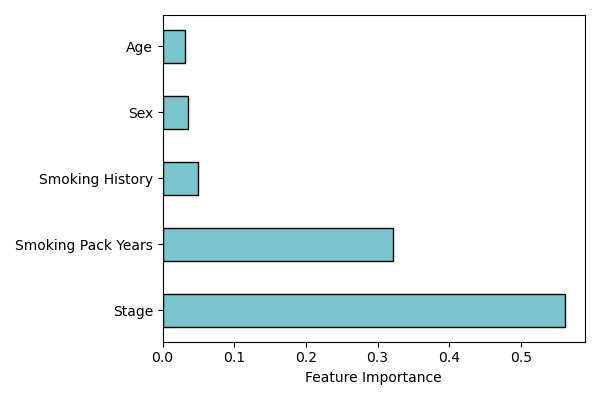 Age
Sex
Smoking History
Smoking Pack Years
Stage
0.0 0.1 0.2 0.3 0.4 0.5
Feature Importance